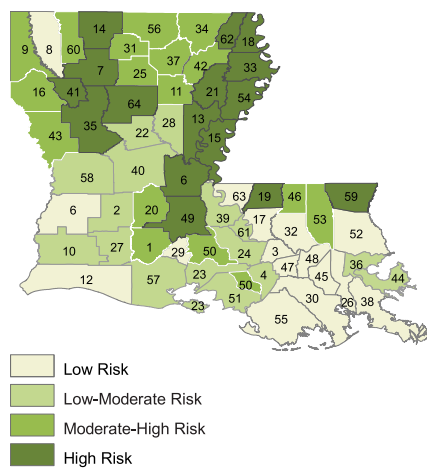 14 56 34
9 8 60 31 62 18
37 42 33
7 25
16 41 11 21 54
64
43 35 13
28
22 15
58 40 6
6 2 20 49
63 19 46 59
39 17 53
61 32 52
10 27 1 29 50 24 3
48 36
12 57 23 4 47 45 44
50
23 51 30 26 38
55
Low Risk
Low-Moderate Risk
Moderate-High Risk
High Risk